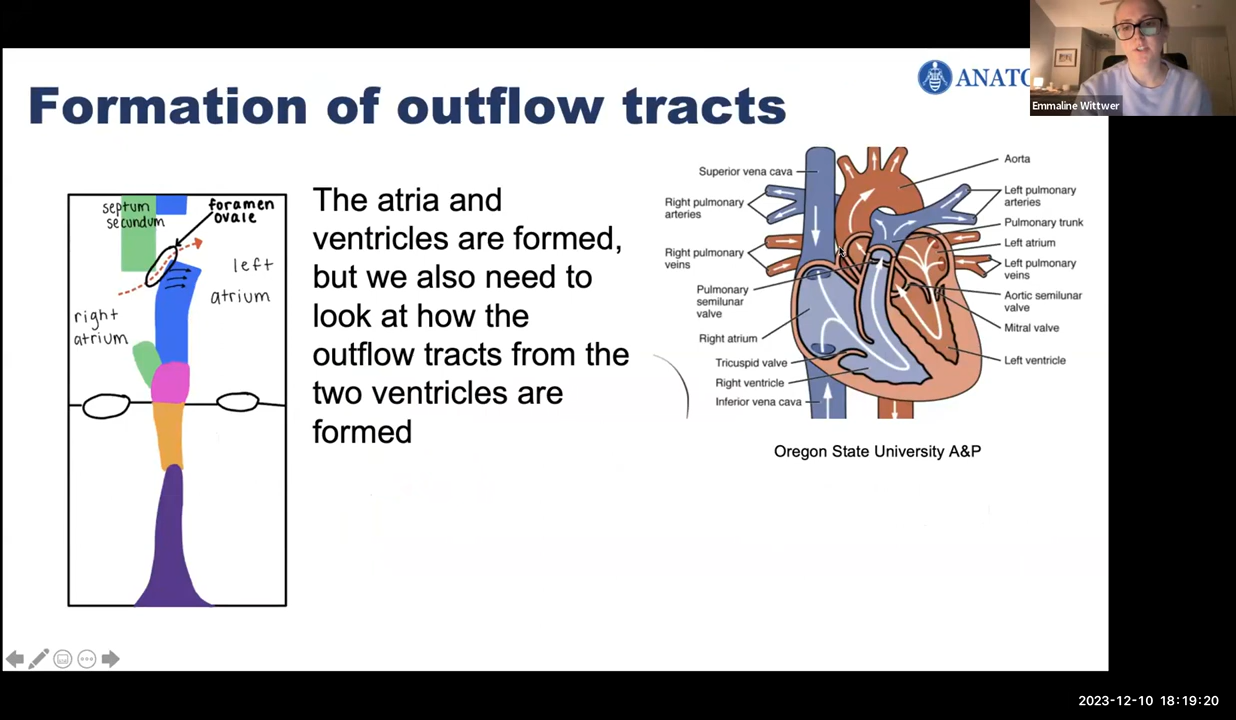 Emmaline Wittwer
Formation of outflow tracts
septum
secundum
foramen
ovale
left
atrium
right
atrium
The atria and
ventricles are formed,
but we also need to
look at how the
outflow tracts from the
two ventricles are
formed
Superior vena cava
Right pulmonary
arteries
Right pulmonary
veins
Pulmonary
semilunar
valve
Right atrium
Tricuspid valve
Right ventricle
Inferior vena cava
Aorta
Left pulmonary
arteries
Pulmonary trunk
Left atrium
Left pulmonary
veins
Aortic semilunar
valve
Mitral valve
Left ventricle
Oregon State University A&P
2023-12-10 18:19:20